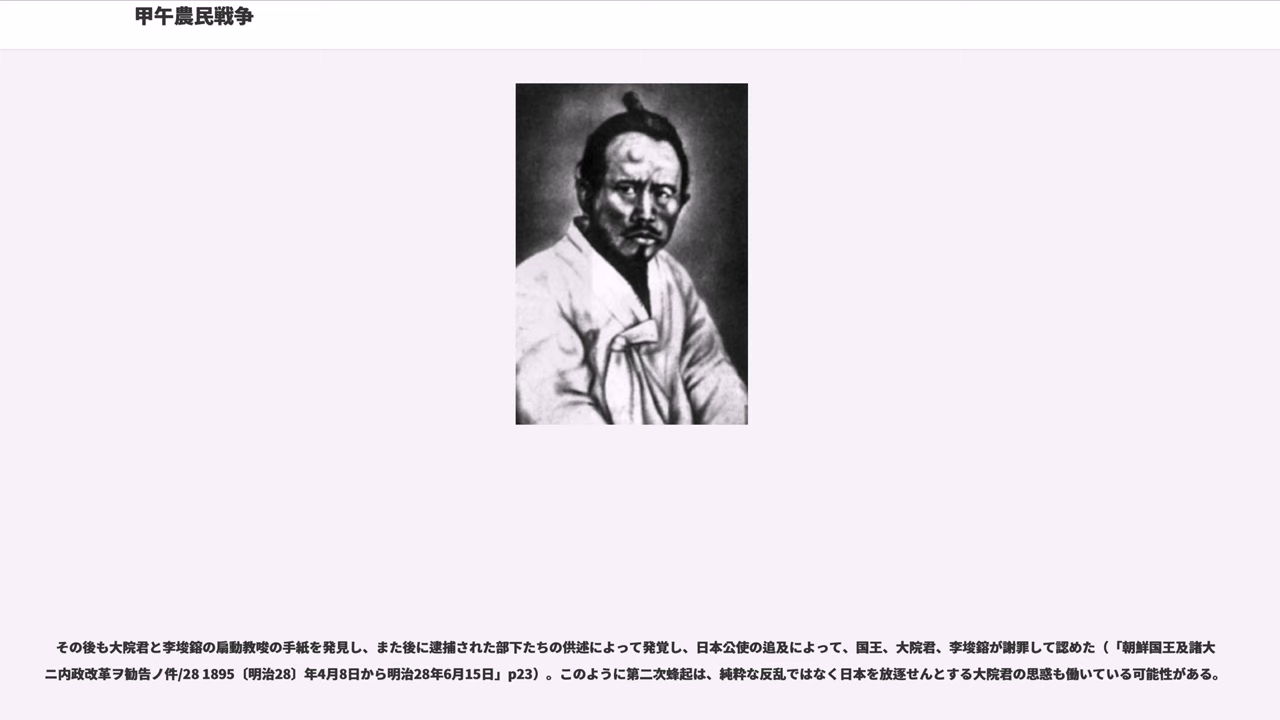 甲午農民戦争
その後も大院君と李埈鎔の扇動教唆の手紙を発見し、また後に逮捕された部下たちの供述によって発覚し、日本公使の追及によって、国王、大院君、李埈鎔が謝罪して認めた（「朝鮮国王及諸大
ニ内政改革ヲ勧告ノ件/28 1895〔明治28〕年4月8日から明治28年6月15日」p23）。このように第二次蜂起は、純粋な反乱ではなく日本を放逐せんとする大院君の思惑も働いている可能性がある。